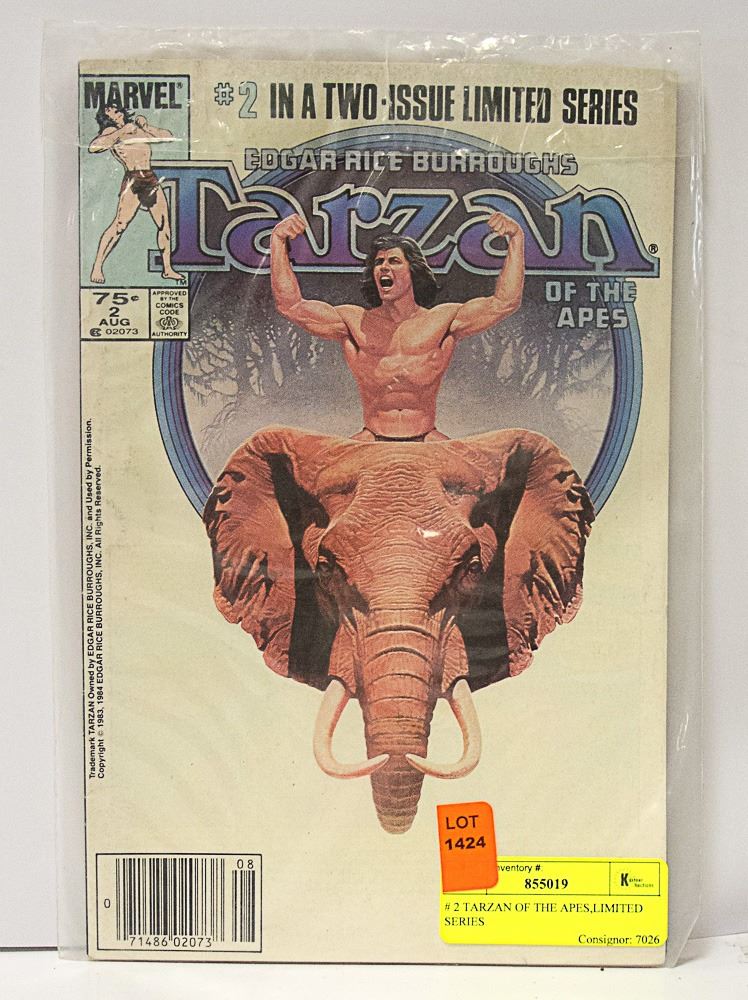 MARVEL®
#2 IN A TWO-ISSUE LIMITED SERIES
EDGAR RICE BURROUGHS
Tarzan®
OF THE
APES
TM
75¢
2
AUG
02073
APPROVED
BY THE
COMICS
CODE
AUTHORITY
Trademark TARZAN Owned by EDGAR RICE BURROUGHS, INC. and Used by Permission.
Copyright © 1983, 1984 EDGAR RICE BURROUGHS, INC. All Rights Reserved.
LOT
1424
nventory #:
855019
# 2 TARZAN OF THE APES,LIMITED
SERIES
Consignor: 7026
08
0
71486 02073